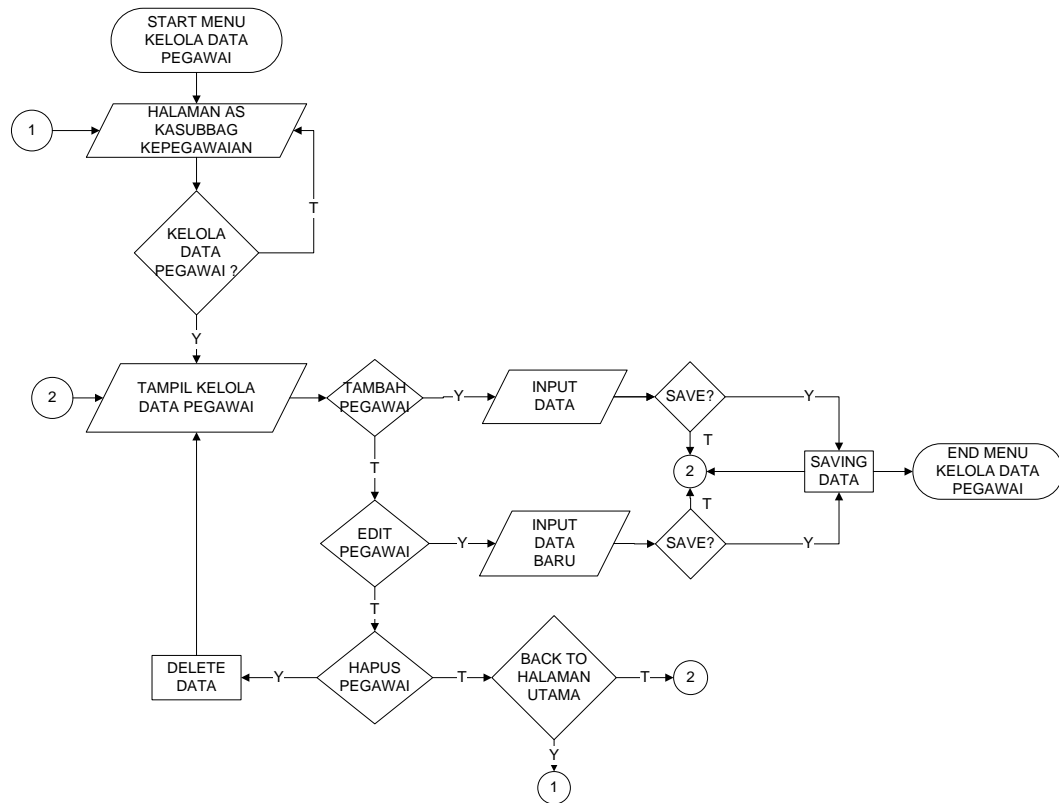 START MENU
KELOLA DATA
PEGAWAI
1
HALAMAN AS
KASUBBAG
KEPEGAWAIAN
T
KELOLA
DATA
PEGAWAI ?
Y
2
TAMPIL KELOLA
DATA PEGAWAI
TAMBAH
PEGAWAI
Y
INPUT
DATA
SAVE?
Y
T
T
2
SAVING
DATA
END MENU
KELOLA DATA
PEGAWAI
T
EDIT
PEGAWAI
Y
INPUT
DATA
BARU
SAVE?
Y
T
DELETE
DATA
Y
HAPUS
PEGAWAI
T
BACK TO
HALAMAN
UTAMA
T
2
Y
1